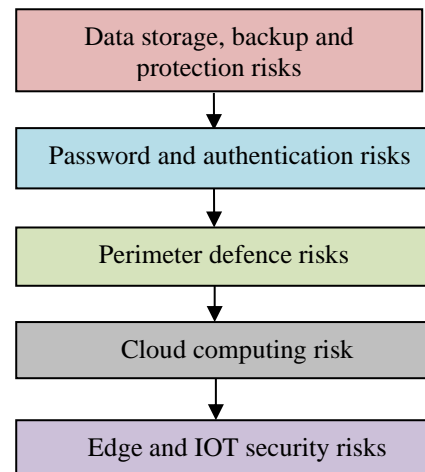 Data storage, backup and
protection risks
Password and authentication risks
Perimeter defence risks
Cloud computing risk
Edge and IOT security risks